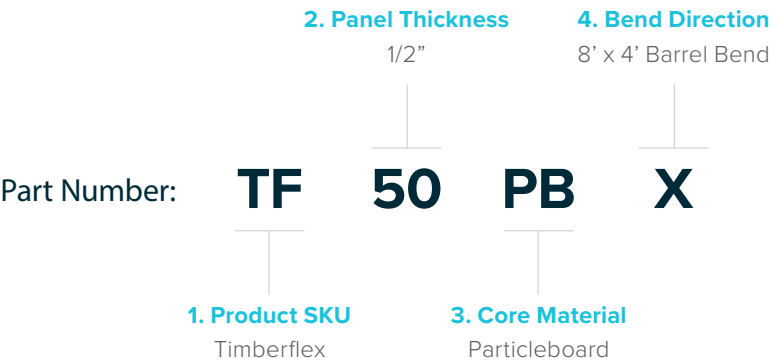 2. Panel Thickness
1/2”
4. Bend Direction
8’ x 4’ Barrel Bend
Part Number: TF 50 PB X
1. Product SKU
Timberflex
3. Core Material
Particleboard